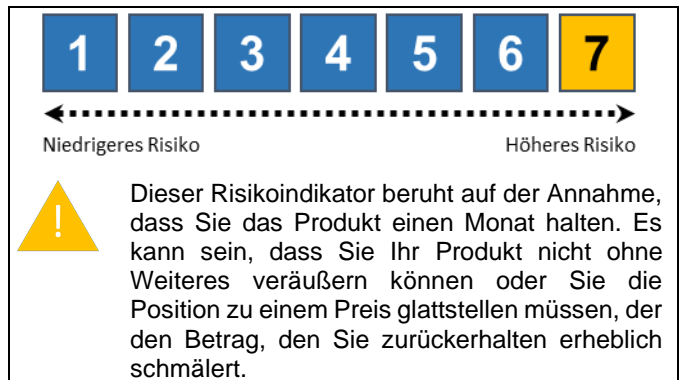 1 2 3 4 5 6 7
Niedrigeres Risiko Höheres Risiko
!
Dieser Risikoindikator beruht auf der Annahme,
dass Sie das Produkt einen Monat halten. Es
kann sein, dass Sie Ihr Produkt nicht ohne
Weiteres veräußern können oder Sie die
Position zu einem Preis glattstellen müssen, der
den Betrag, den Sie zurückerhalten erheblich
schmälert.